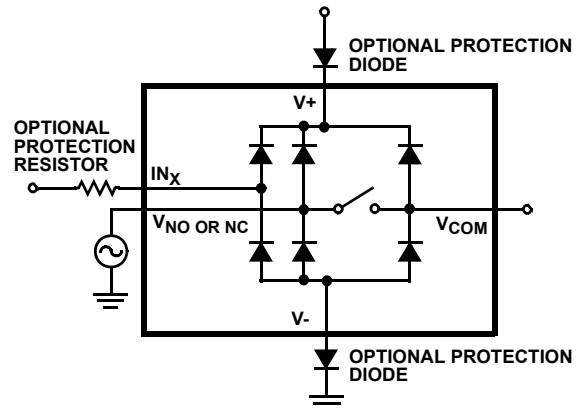 OPTIONAL PROTECTION
DIODE
V+
OPTIONAL
PROTECTION
RESISTOR
INX
VNO OR NC
VCOM
V-
OPTIONAL PROTECTION
DIODE